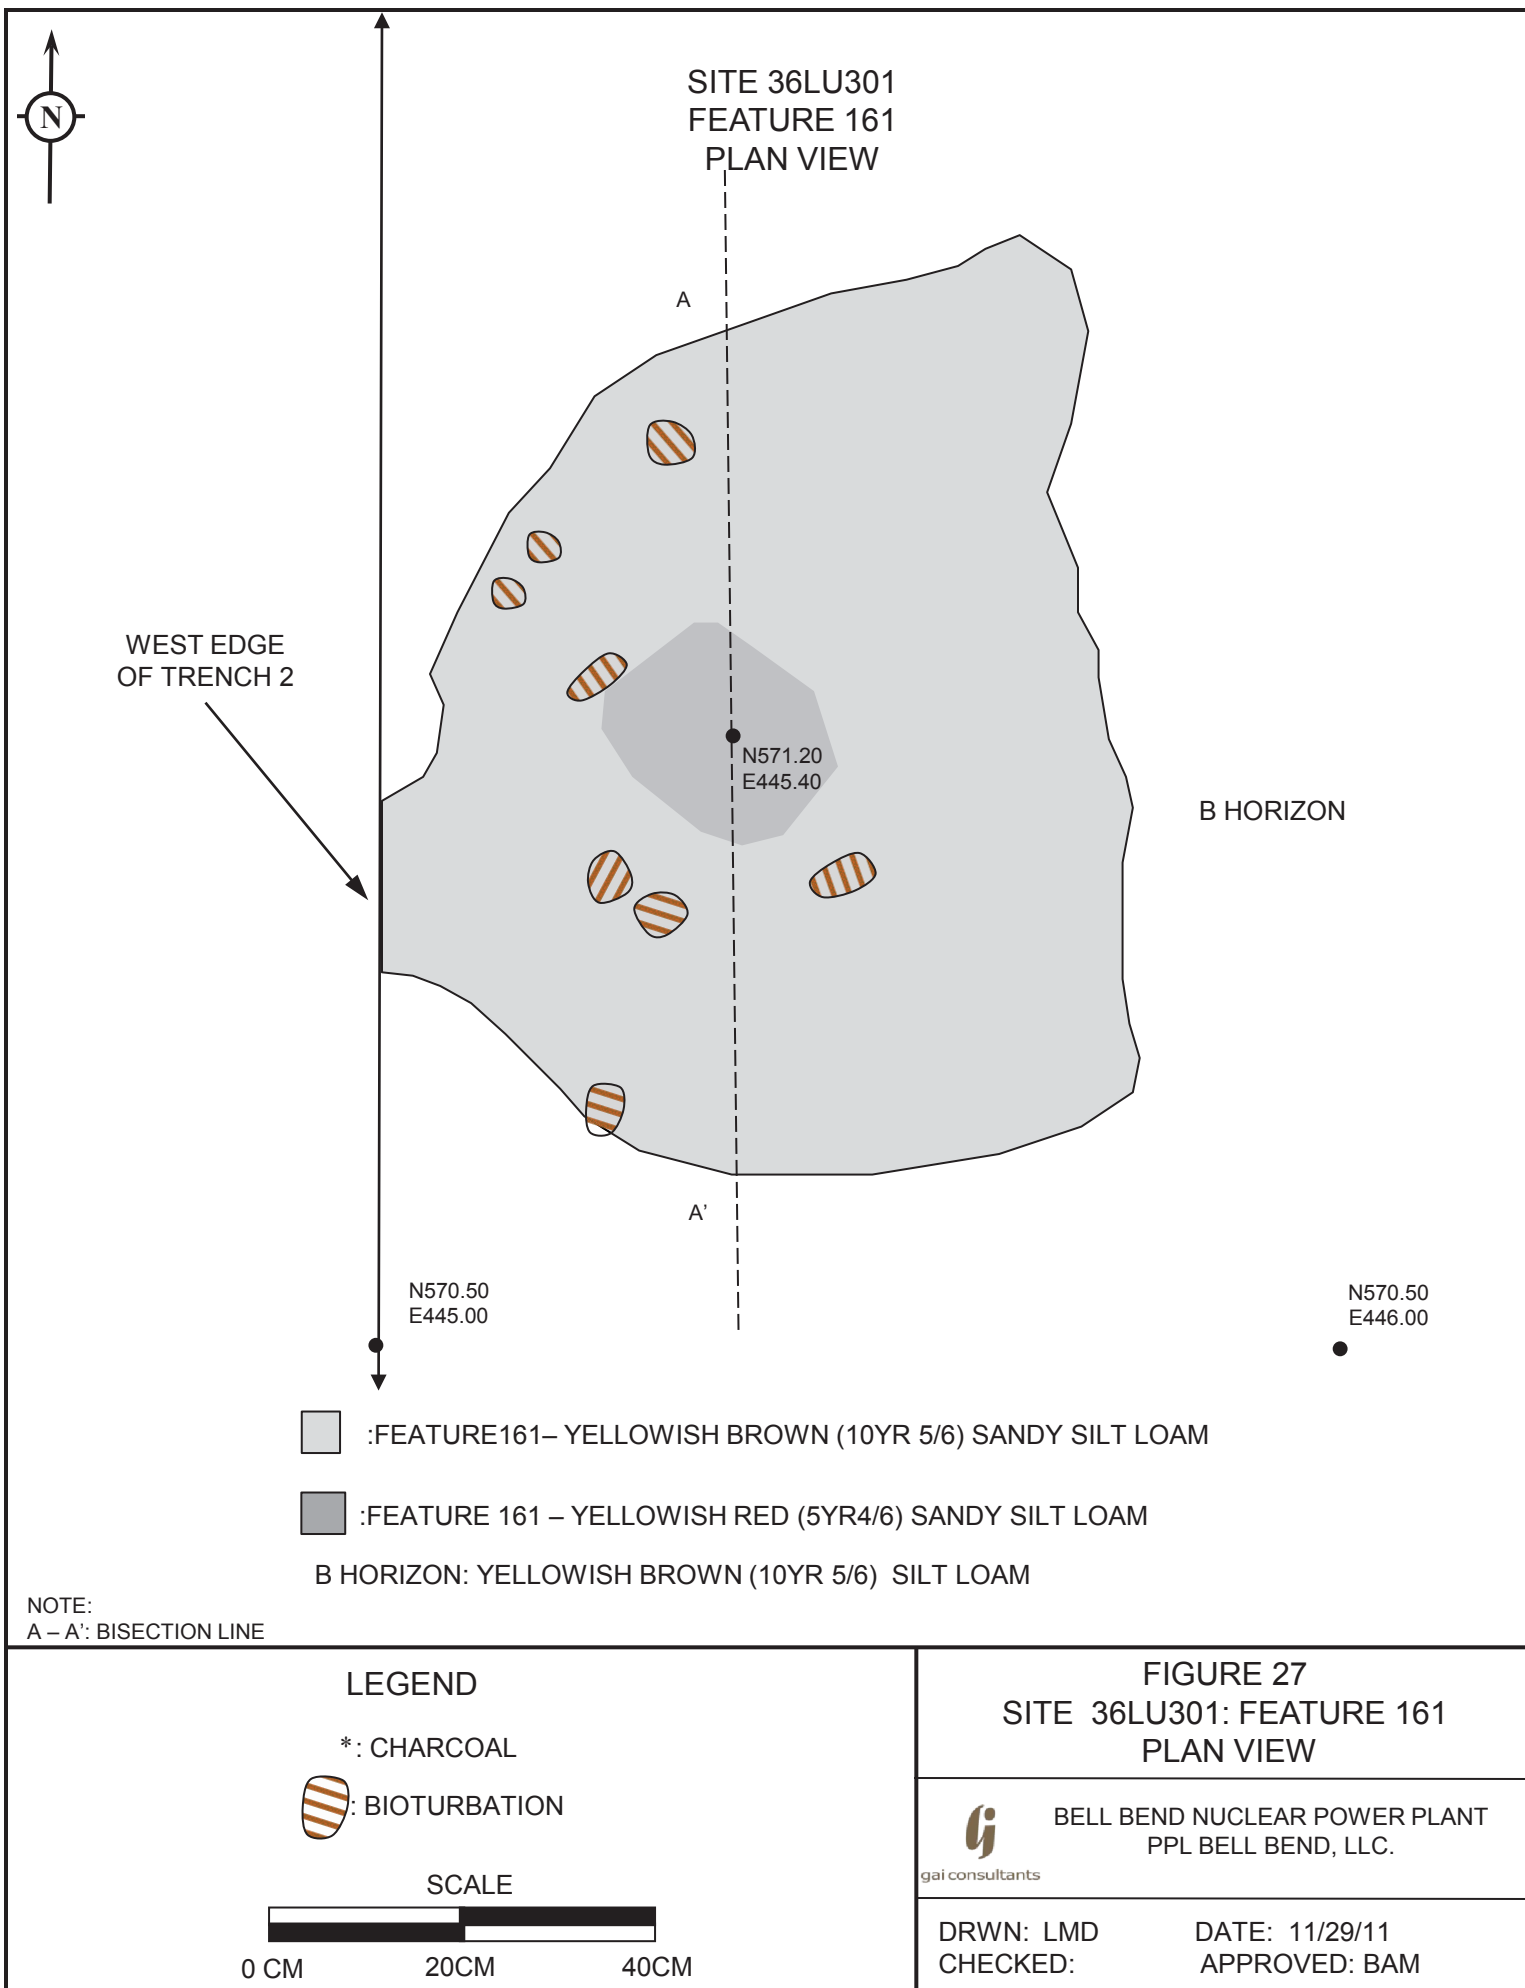 N
SITE 36LU301
FEATURE 161
PLAN VIEW
A
WEST EDGE
OF TRENCH 2
N571.20
E445.40
B HORIZON
A’
N570.50
E445.00
N570.50
E446.00
:FEATURE161– YELLOWISH BROWN (10YR 5/6) SANDY SILT LOAM
:FEATURE 161 – YELLOWISH RED (5YR4/6) SANDY SILT LOAM
B HORIZON: YELLOWISH BROWN (10YR 5/6) SILT LOAM
NOTE:
A – A’: BISECTION LINE
LEGEND
*: CHARCOAL
: BIOTURBATION
SCALE
0 CM 20CM 40CM
FIGURE 27
SITE 36LU301: FEATURE 161
PLAN VIEW
gai consultants
BELL BEND NUCLEAR POWER PLANT
PPL BELL BEND, LLC.
DRWN: LMD DATE: 11/29/11
CHECKED: APPROVED: BAM